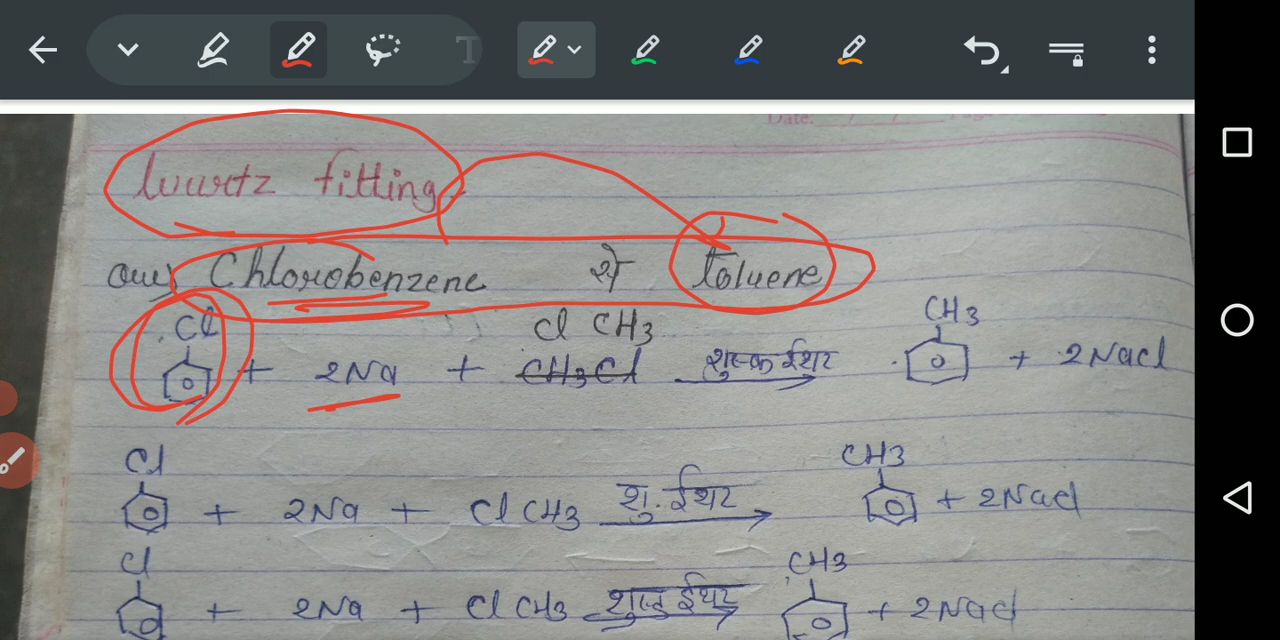 Date:
Wurtz fitting
Que) Chlorobenzene से toluene
Cl Cl CH3 CH3
+ 2Na + CH3Cl शुष्क ईथर + 2NaCl
Cl CH3
+ 2Na + ClCH3 शु. ईथर + 2NaCl
Cl CH3
+ 2Na + ClCH3 शुष्क ईथर + 2NaCl